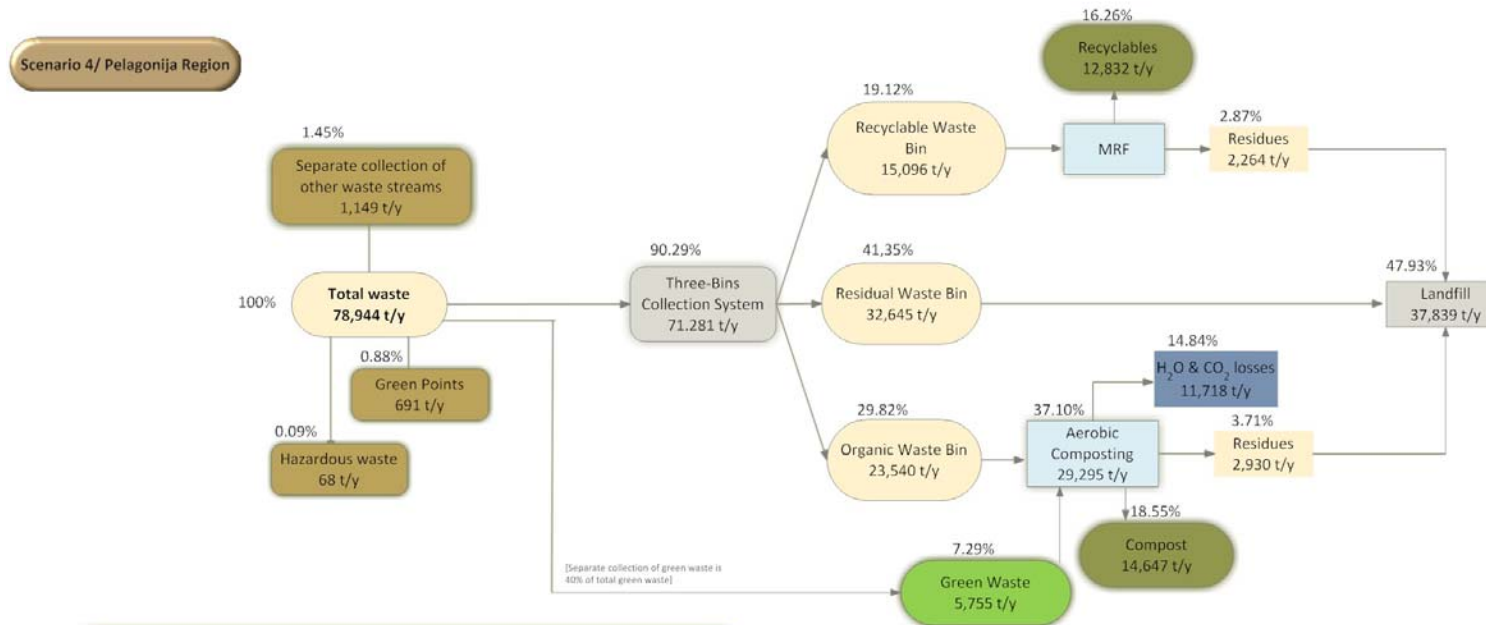 Scenario 4/ Pelagonija Region
16.26%
Recyclables
12,832 t/y
19.12%
Recyclable Waste
Bin
15,096 t/y
MRF
2.87%
Residues
2,264 t/y
1.45%
Separate collection of
other waste streams
1,149 t/y
100%
Total waste
78,944 t/y
90.29%
Three-Bins
Collection System
71.281 t/y
41,35%
Residual Waste Bin
32,645 t/y
47.93%
Landfill
37,839 t/y
0.88%
Green Points
691 t/y
0.09%
Hazardous waste
68 t/y
14.84%
H₂O & CO₂ losses
11,718 t/y
29.82%
Organic Waste Bin
23,540 t/y
37.10%
Aerobic
Composting
29,295 t/y
3.71%
Residues
2,930 t/y
18.55%
Compost
14,647 t/y
[Separate collection of green waste is
40% of total green waste]
7.29%
Green Waste
5,755 t/y